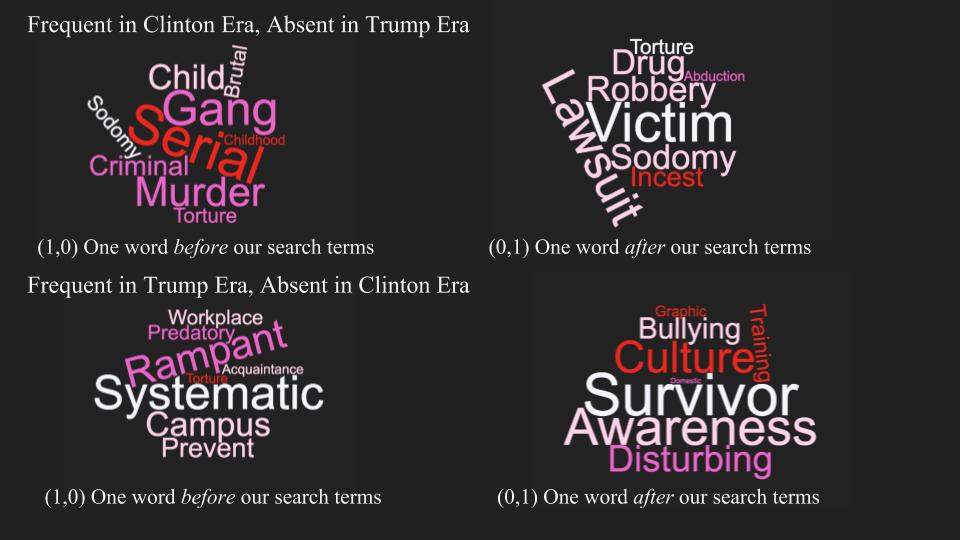 Frequent in Clinton Era, Absent in Trump Era
Brutal
Child
Gang
Sodomy
Serial
Childhood
Criminal
Murder
Torture
Torture
Drug
Abduction
Robbery
Lawsuit
Victim
Sodomy
Incest
(1,0) One word before our search terms
(0,1) One word after our search terms
Frequent in Trump Era, Absent in Clinton Era
Workplace
Predatory
Rampant
Acquaintance
Torture
Systematic
Campus
Prevent
Graphic
Training
Bullying
Culture
Domestic
Survivor
Awareness
Disturbing
(1,0) One word before our search terms
(0,1) One word after our search terms